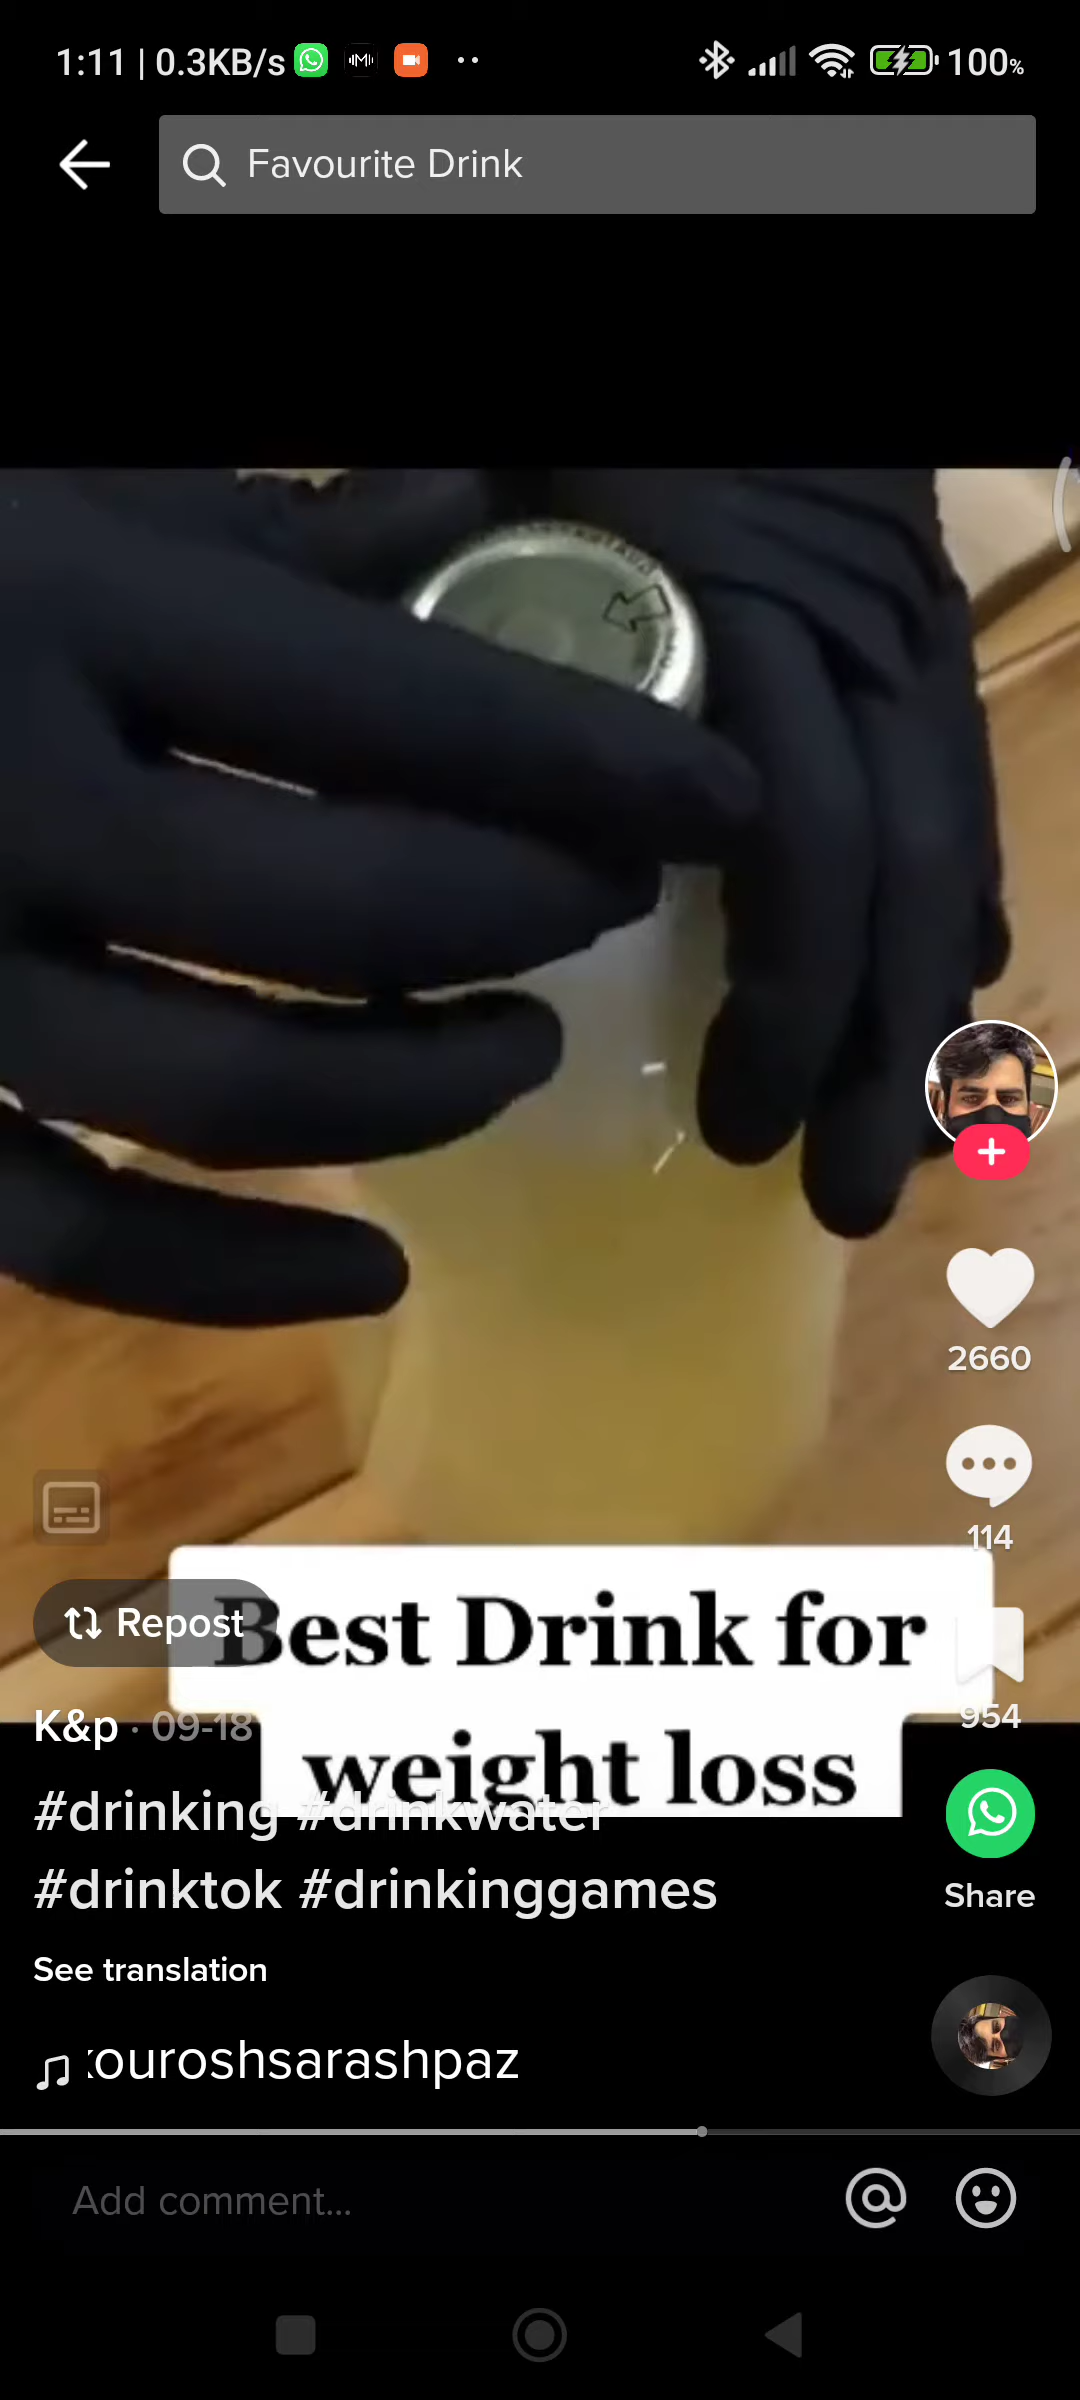 1:11 | 0.3KB/s
100%
Favourite Drink
2660
114
Best Drink for
Repost
954
K&p · 09-18
weight loss
#drinking #drinkwater
#drinktok #drinkinggames
Share
See translation
ouroshsarashpaz
Add comment...